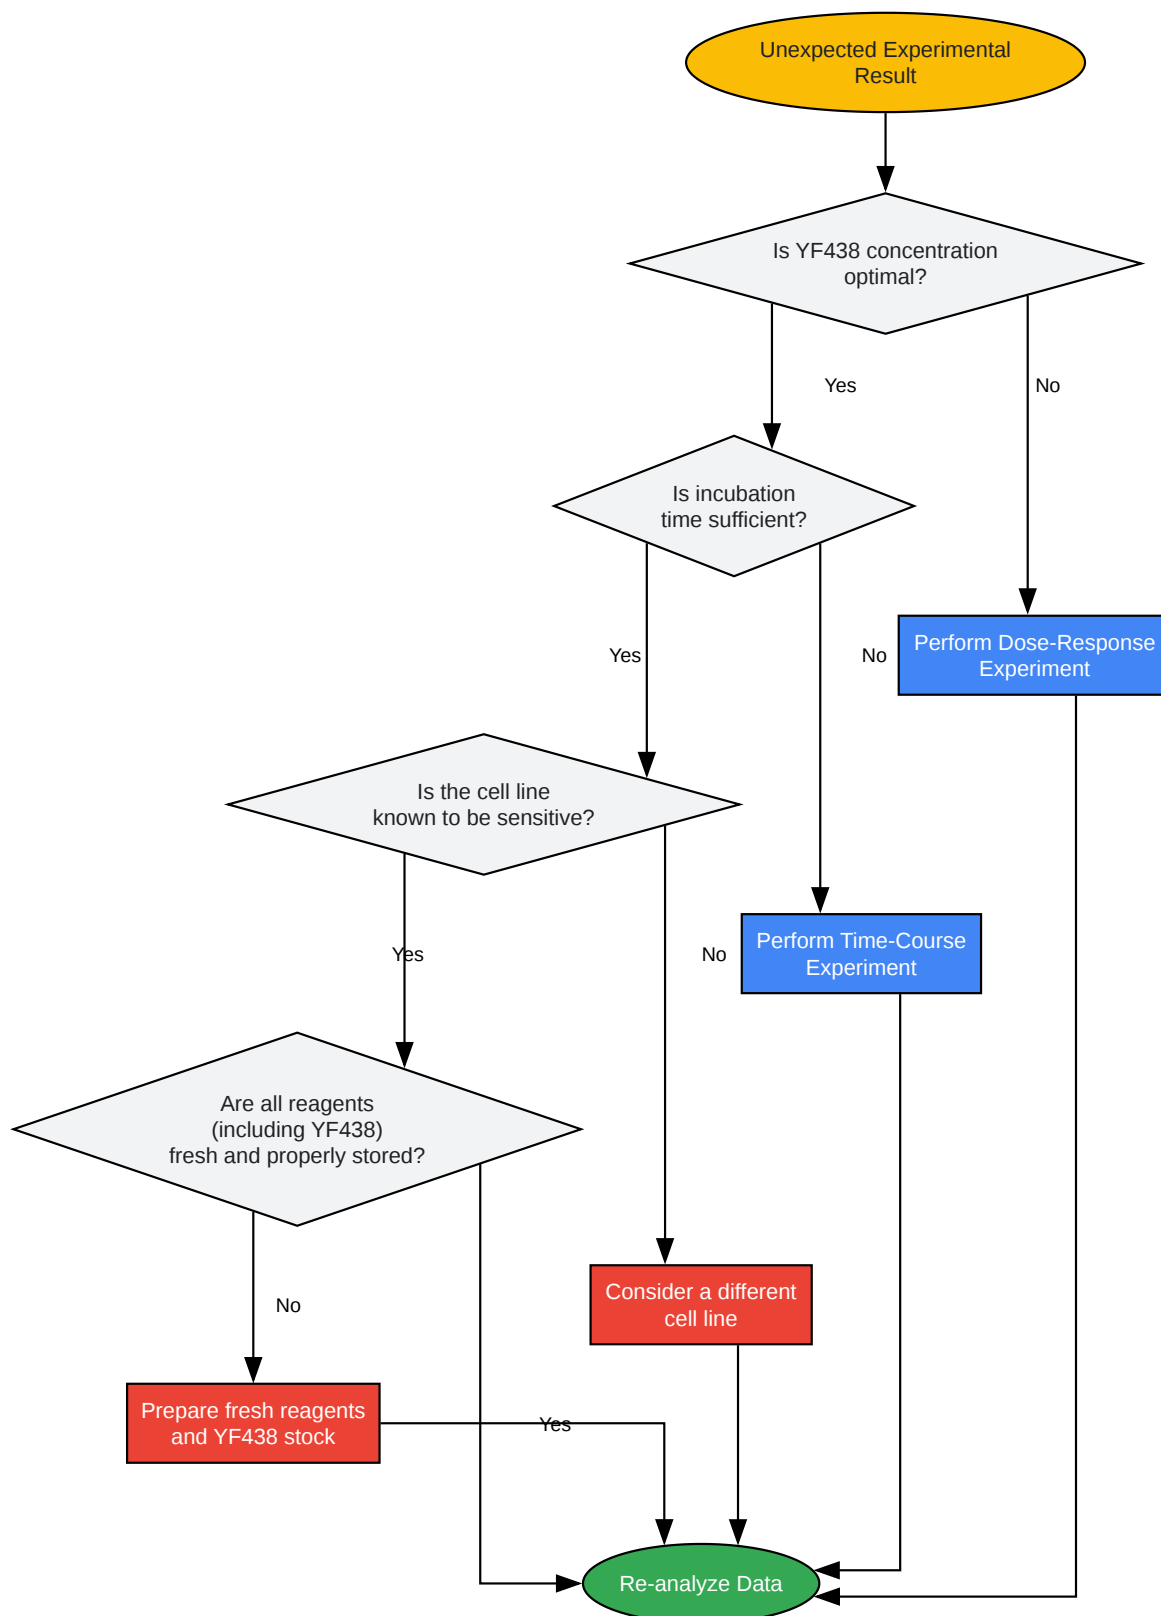 Unexpected Experimental
Result
Is YF438 concentration
optimal?
Yes
No
Is incubation
time sufficient?
Yes
No
Perform Dose-Response
Experiment
Is the cell line
known to be sensitive?
Yes
No
Perform Time-Course
Experiment
Are all reagents
(including YF438)
fresh and properly stored?
No
Consider a different
cell line
Prepare fresh reagents
and YF438 stock
Yes
Re-analyze Data